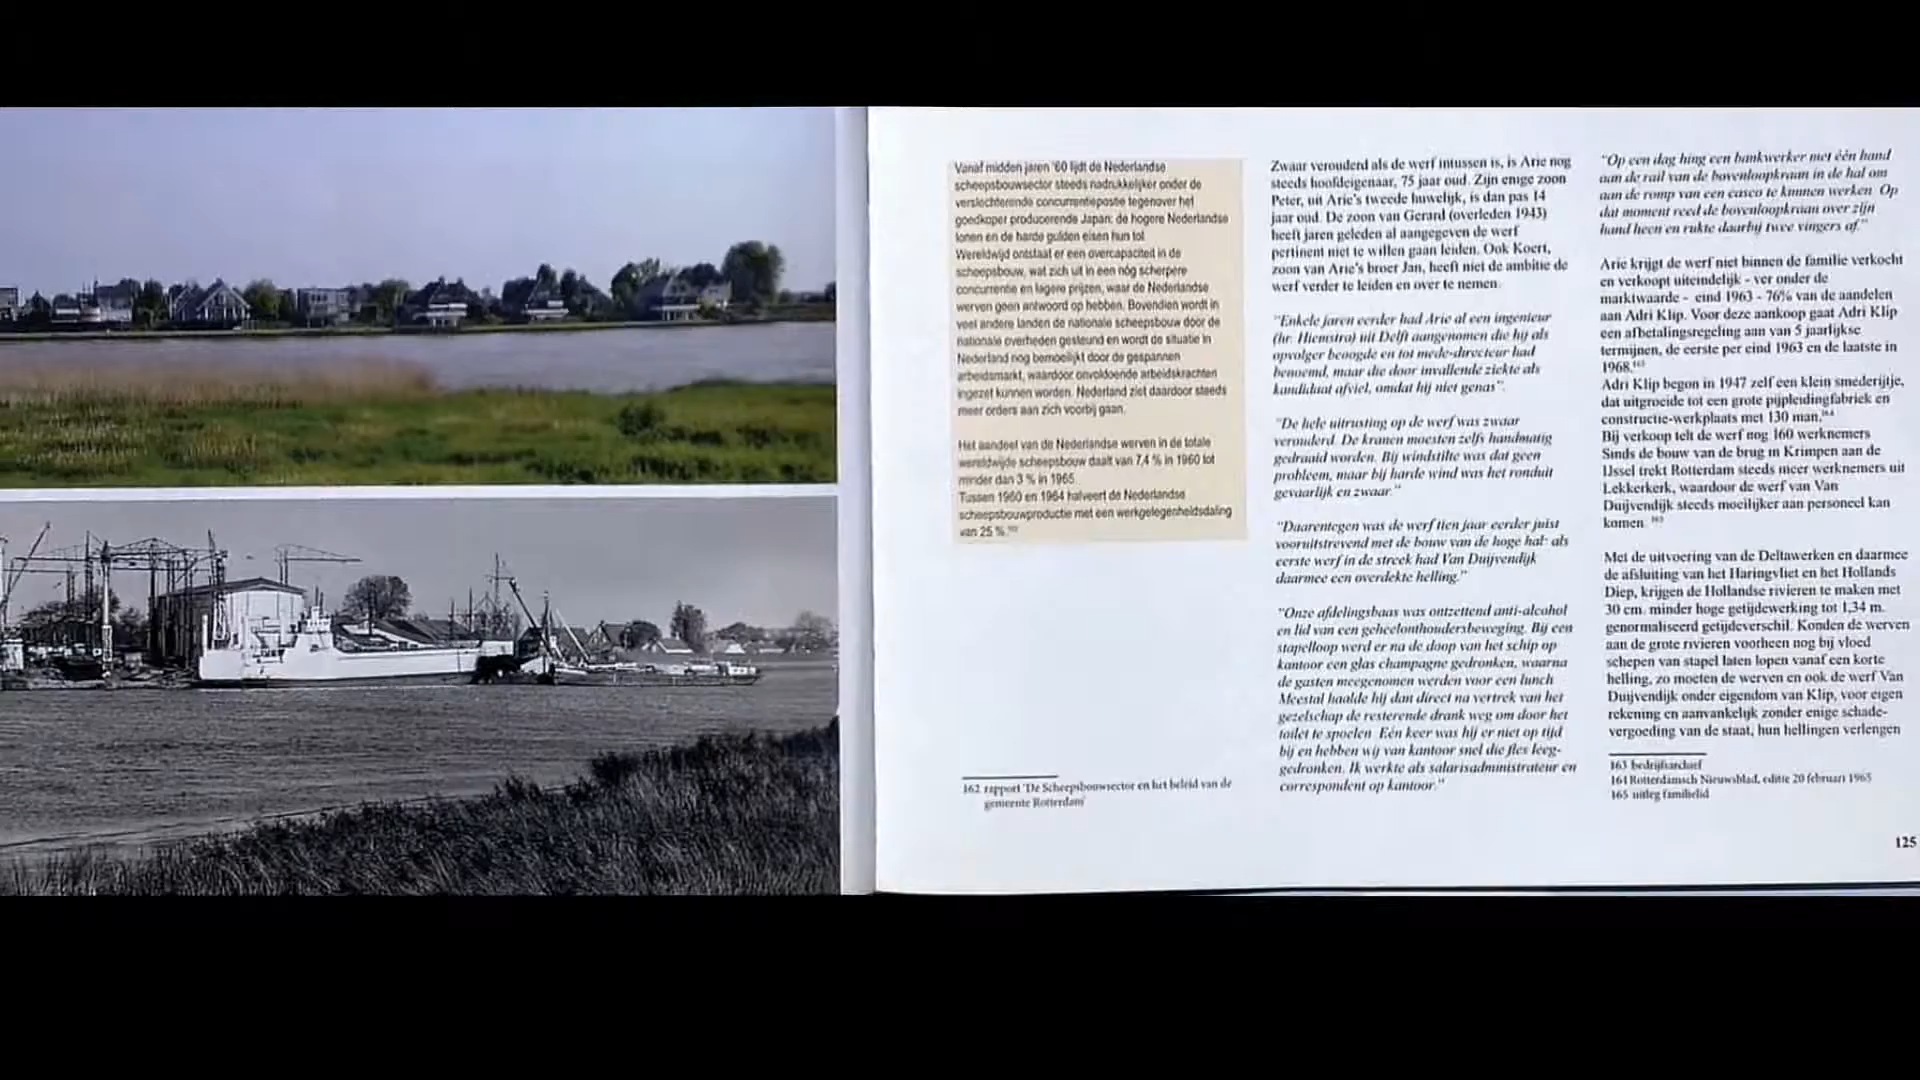 Vanaf midden jaren '60 lijdt de Nederlandse
scheepsbouwsector steeds nadrukkelijker onder de
verslechterende concurrentiepositie tegenover het
goedkoper producerende Japan: de hogere Nederlandse
lonen en de harde gulden eisen hun tol.
Wereldwijd ontstaat er een overcapaciteit in de
scheepsbouw, wat zich uit in een nóg scherpere
concurrentie en lagere prijzen, waar de Nederlandse
werven geen antwoord op hebben. Bovendien wordt in
veel andere landen de nationale scheepsbouw door de
nationale overheden gesteund en wordt de situatie in
Nederland nog bemoeilijkt door de gespannen
arbeidsmarkt, waardoor onvoldoende arbeidskrachten
ingezet kunnen worden. Nederland ziet daardoor steeds
meer orders aan zich voorbij gaan.
Het aandeel van de Nederlandse werven in de totale
wereldwijde scheepsbouw daalt van 7,4 % in 1960 tot
minder dan 3 % in 1965.
Tussen 1960 en 1964 halveert de Nederlandse
scheepsbouwproductie met een werkgelegenheidsdaling
van 25 %.¹⁶²
162 rapport 'De Scheepsbouwsector en het beleid van de
gemeente Rotterdam'
Zwaar verouderd als de werf intussen is, is Arie nog
steeds hoofdeigenaar, 75 jaar oud. Zijn enige zoon
Peter, uit Arie's tweede huwelijk, is dan pas 14
jaar oud. De zoon van Gerard (overleden 1943)
heeft jaren geleden al aangegeven de werf
pertinent niet te willen gaan leiden. Ook Koert,
zoon van Arie's broer Jan, heeft niet de ambitie de
werf verder te leiden en over te nemen.
"Enkele jaren eerder had Arie al een ingenieur
(hr. Hiemstra) uit Delft aangenomen die hij als
opvolger beoogde en tot mede-directeur had
benoemd, maar die door invallende ziekte als
kandidaat afviel, omdat hij niet genas".
"De hele uitrusting op de werf was zwaar
verouderd. De kranen moesten zelfs handmatig
gedraaid worden. Bij windstilte was dat geen
probleem, maar bij harde wind was het ronduit
gevaarlijk en zwaar."
"Daarentegen was de werf tien jaar eerder juist
vooruitstrevend met de bouw van de hoge hal: als
eerste werf in de streek had Van Duijvendijk
daarmee een overdekte helling."
"Onze afdelingsbaas was ontzettend anti-alcohol
en lid van een geheelonthoudersbeweging. Bij een
stapelloop werd er na de doop van het schip op
kantoor een glas champagne gedronken, waarna
de gasten meegenomen werden voor een lunch
Meestal haalde hij dan direct na vertrek van het
gezelschap de resterende drank weg om door het
toilet te spoelen. Eén keer was hij er niet op tijd
bij en hebben wij van kantoor snel die fles leeg-
gedronken. Ik werkte als salarisadministrateur en
correspondent op kantoor."
"Op een dag hing een bankwerker met één hand
aan de rail van de bovenloopkraan in de hal om
aan de romp van een casco te kunnen werken. Op
dat moment reed de bovenloopkraan over zijn
hand heen en rukte daarbij twee vingers af."
Arie krijgt de werf niet binnen de familie verkocht
en verkoopt uiteindelijk - ver onder de
marktwaarde - eind 1963 - 76% van de aandelen
aan Adri Klip. Voor deze aankoop gaat Adri Klip
een afbetalingsregeling aan van 5 jaarlijkse
termijnen, de eerste per eind 1963 en de laatste in
1968.¹⁶³
Adri Klip begon in 1947 zelf een klein smederijtje,
dat uitgroeide tot een grote pijpleidingfabriek en
constructie-werkplaats met 130 man.¹⁶⁴
Bij verkoop telt de werf nog 160 werknemers
Sinds de bouw van de brug in Krimpen aan de
IJssel trekt Rotterdam steeds meer werknemers uit
Lekkerkerk, waardoor de werf van Van
Duijvendijk steeds moeilijker aan personeel kan
komen. ¹⁶⁵
Met de uitvoering van de Deltawerken en daarmee
de afsluiting van het Haringvliet en het Hollands
Diep, krijgen de Hollandse rivieren te maken met
30 cm. minder hoge getijdewerking tot 1,34 m.
genormaliseerd getijdeverschil. Konden de werven
aan de grote rivieren voorheen nog bij vloed
schepen van stapel laten lopen vanaf een korte
helling, zo moeten de werven en ook de werf Van
Duijvendijk onder eigendom van Klip, voor eigen
rekening en aanvankelijk zonder enige schade-
vergoeding van de staat, hun hellingen verlengen
163 bedrijfsarchief
164 Rotterdamsch Nieuwsblad, editie 20 februari 1965
165 uitleg familielid
125